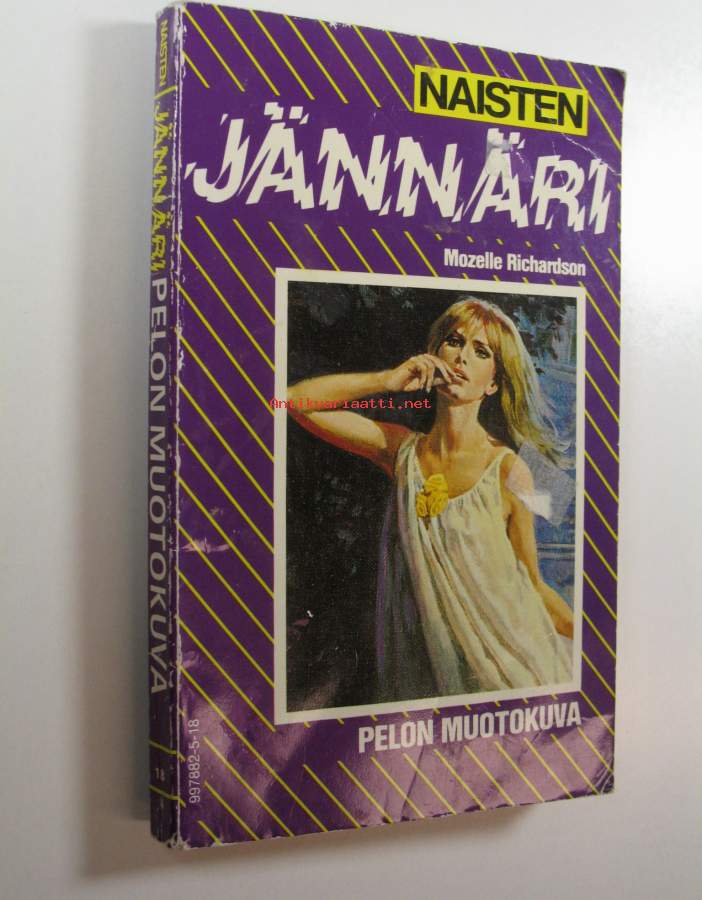 NAISTEN
JÄNNÄRI
Mozelle Richardson
Antikvariaatti.net
PELON MUOTOKUVA
997882-5-18
NAISTEN JÄNNÄRI PELON MUOTOKUVA
18